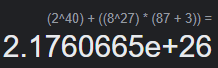 (2^40) + ((8^27) * (87 + 3)) =
2.1760665e+26